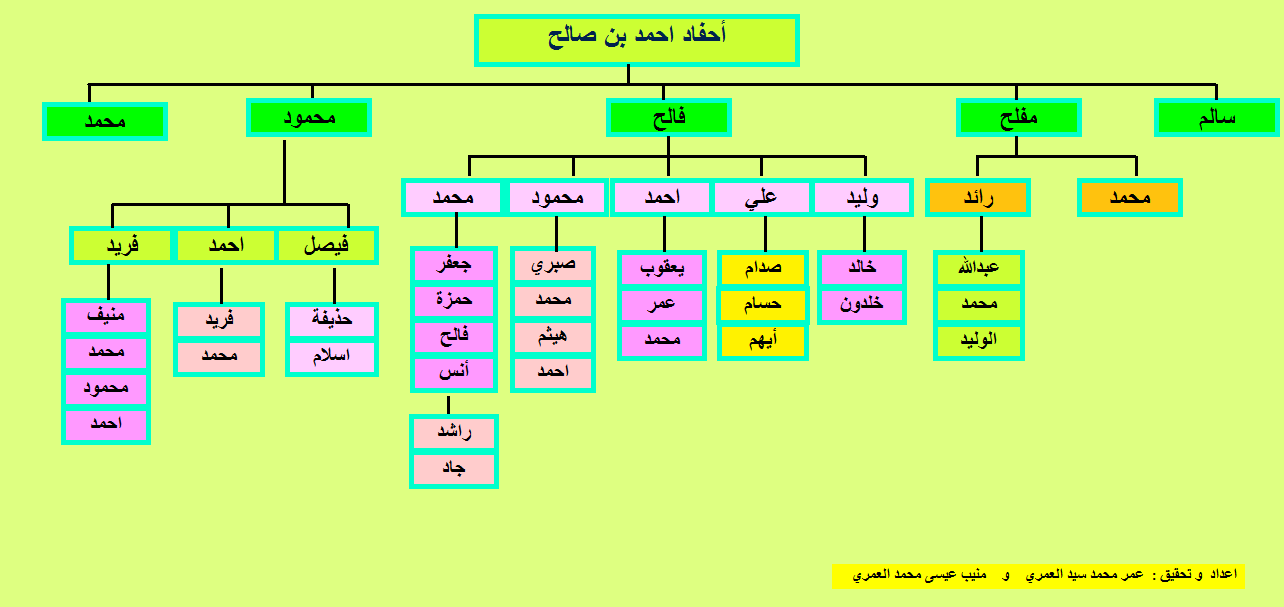 أحفاد احمد بن صالح
سالم
مفلح
فالح
محمود
محمد
محمد
رائد
وليد
علي
احمد
محمود
محمد
فيصل
احمد
فريد
عبدالله
محمد
الوليد
خالد
خلدون
صدام
حسام
أيهم
يعقوب
عمر
محمد
صبري
محمد
هيثم
احمد
جعفر
حمزة
فالح
أنس
راشد
جاد
حذيفة
اسلام
فريد
محمد
منيف
محمد
محمود
احمد
اعداد و تحقيق : عمر محمد سيد العمري و منيب عيسى محمد العمري